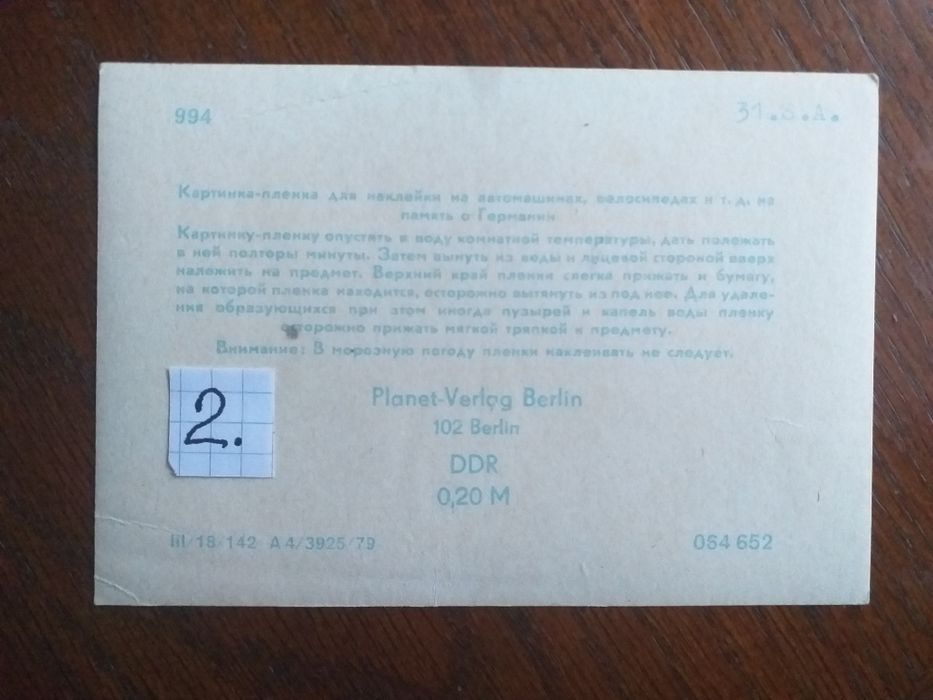 994
31.8.A.
Картинка-пленка для наклейки на автомашинах, велосипедах и т. д. на
память о Германии
Картинку-пленку опустить в воду комнатной температуры, дать полежать
в ней полторы минуты. Затем вынуть из воды и луцевой стороной вверх
наложить на предмет. Верхний край пленки слегка прижать и бумагу,
на которой пленка находится, осторожно вытянуть из под нее. Для удале-
ния образующихся при этом иногда пузырей и капель воды пленку
осторожно прижать мягкой тряпкой к предмету.
Внимание: В морозную погоду пленки наклеивать не следует.
2.
Planet-Verlag Berlin
102 Berlin
DDR
0,20 M
III/18/142 A 4/3925/79
084 652